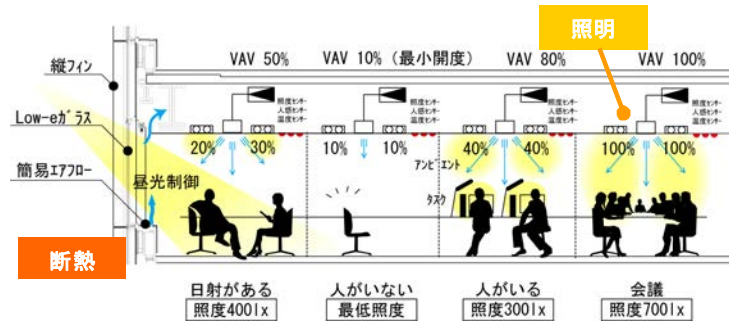 照明
VAV 50%
VAV 10%（最小開度）
VAV 80%
VAV 100%
縦フィン
Low-eガラス
簡易エアフロー
昼光制御
断熱
照度センサー
人感センサー
温度センサー
照度センサー
人感センサー
温度センサー
照度センサー
人感センサー
温度センサー
照度センサー
人感センサー
温度センサー
20%
30%
10%
10%
40%
40%
100%
100%
アンビエント
タスク
日射がある
照度400lx
人がいない
最低照度
人がいる
照度300lx
会議
照度700lx